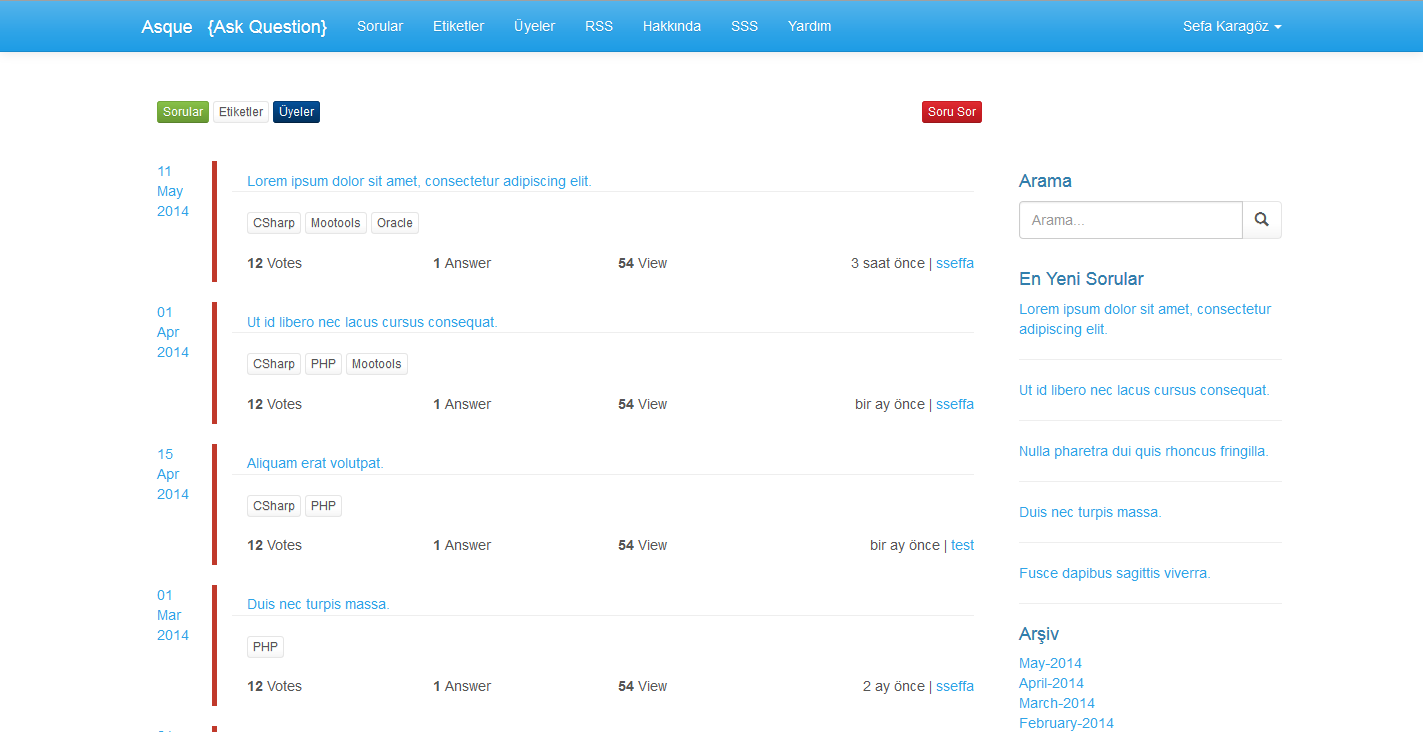 Asque {Ask Question} Sorular Etiketler Üyeler RSS Hakkında SSS Yardım Sefa Karagöz
Sorular Etiketler Üyeler Soru Sor
11
May
2014
Lorem ipsum dolor sit amet, consectetur adipiscing elit.
CSharp Mootools Oracle
12 Votes 1 Answer 54 View 3 saat önce | sseffa
01
Apr
2014
Ut id libero nec lacus cursus consequat.
CSharp PHP Mootools
12 Votes 1 Answer 54 View bir ay önce | sseffa
15
Apr
2014
Aliquam erat volutpat.
CSharp PHP
12 Votes 1 Answer 54 View bir ay önce | test
01
Mar
2014
Duis nec turpis massa.
PHP
12 Votes 1 Answer 54 View 2 ay önce | sseffa
Arama
Arama...
En Yeni Sorular
Lorem ipsum dolor sit amet, consectetur
adipiscing elit.
Ut id libero nec lacus cursus consequat.
Nulla pharetra dui quis rhoncus fringilla.
Duis nec turpis massa.
Fusce dapibus sagittis viverra.
Arşiv
May-2014
April-2014
March-2014
February-2014